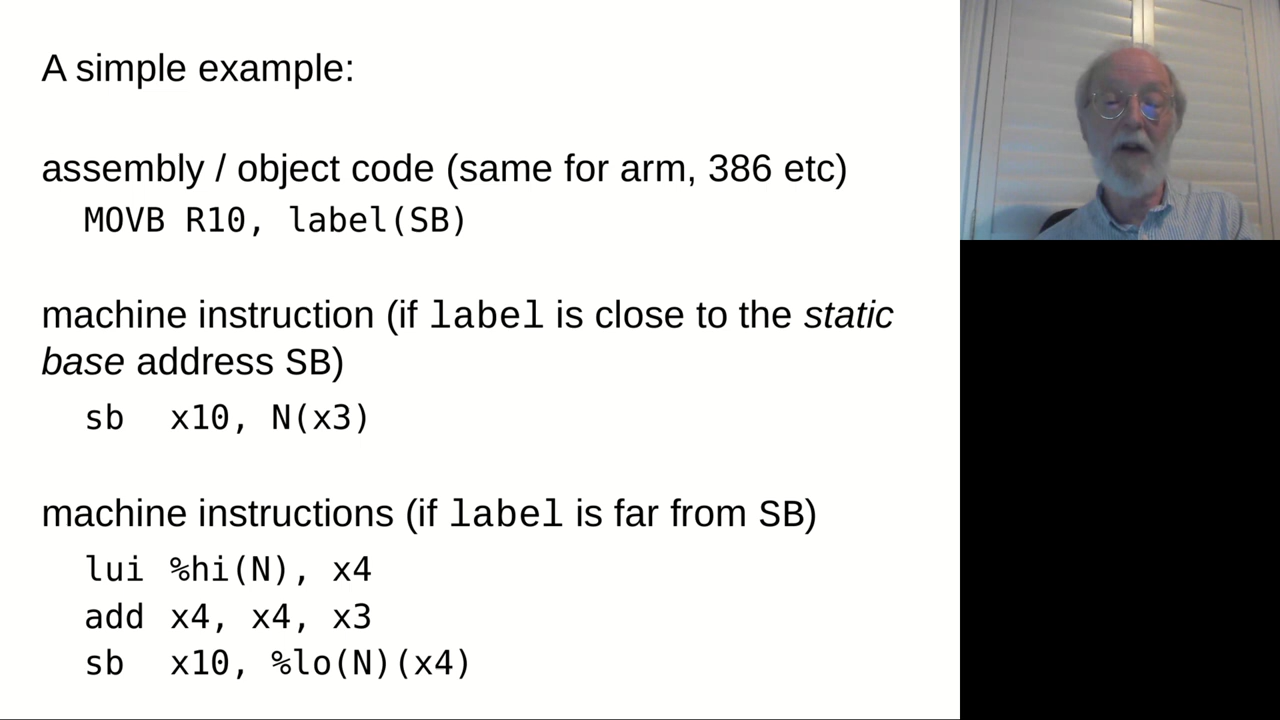 A simple example:
assembly / object code (same for arm, 386 etc)
MOVB R10, label(SB)
machine instruction (if label is close to the static
base address SB)
sb x10, N(x3)
machine instructions (if label is far from SB)
lui %hi(N), x4
add x4, x4, x3
sb x10, %lo(N)(x4)